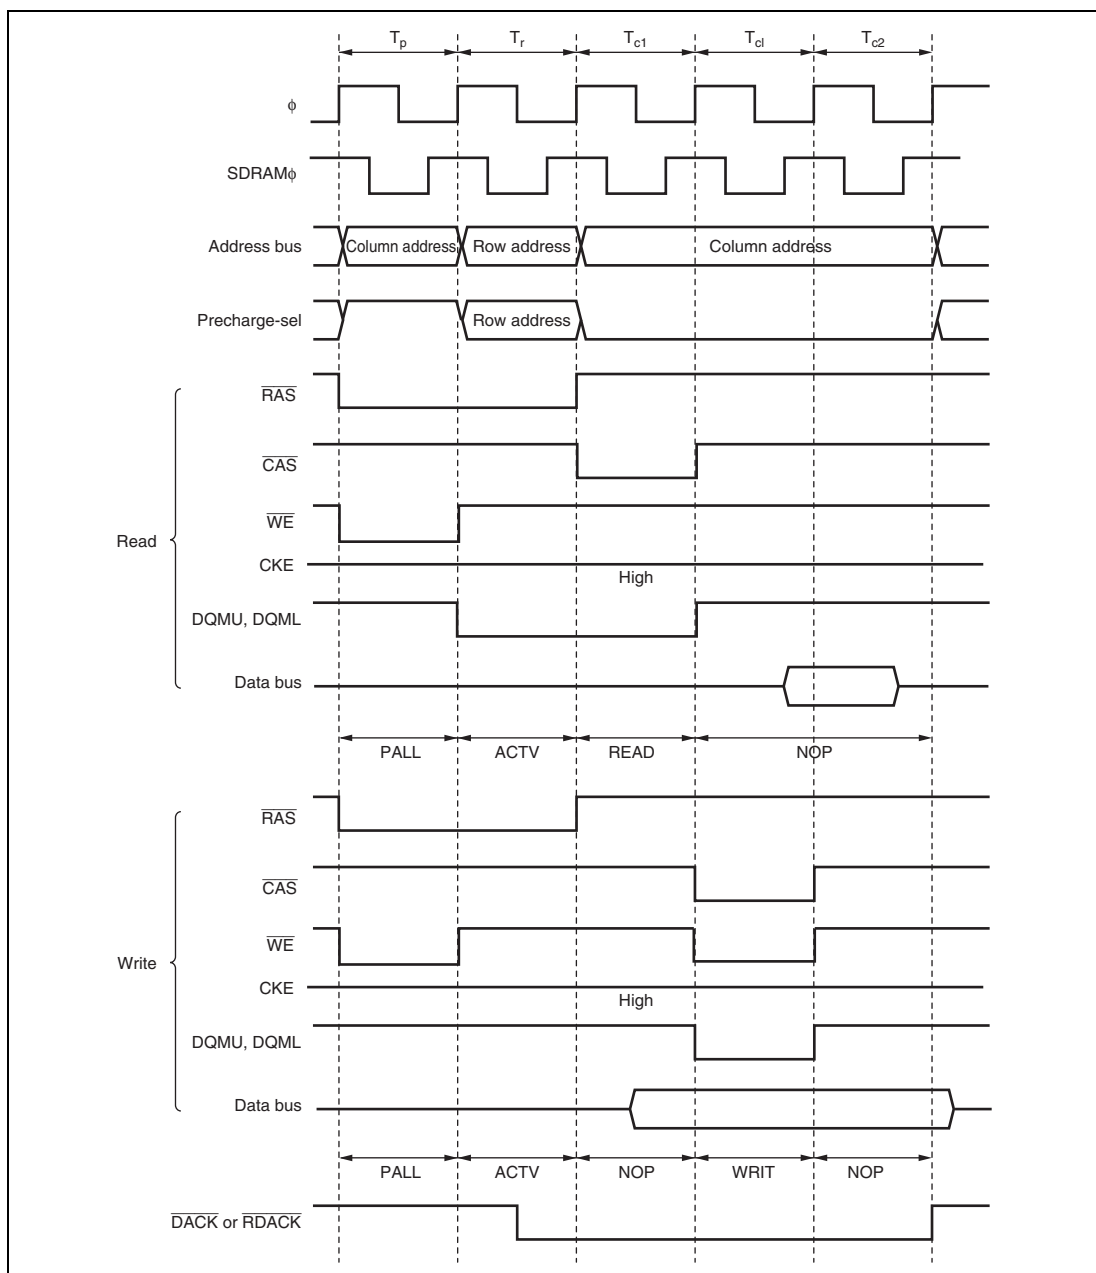 Tp Tr Tc1 Tcl Tc2
ϕ
SDRAMϕ
Address bus Column address Row address Column address
Precharge-sel Row address
Read
RAS
CAS
WE
CKE High
DQMU, DQML
Data bus
PALL ACTV READ NOP
Write
RAS
CAS
WE
CKE High
DQMU, DQML
Data bus
PALL ACTV NOP WRIT NOP
DACK or RDACK